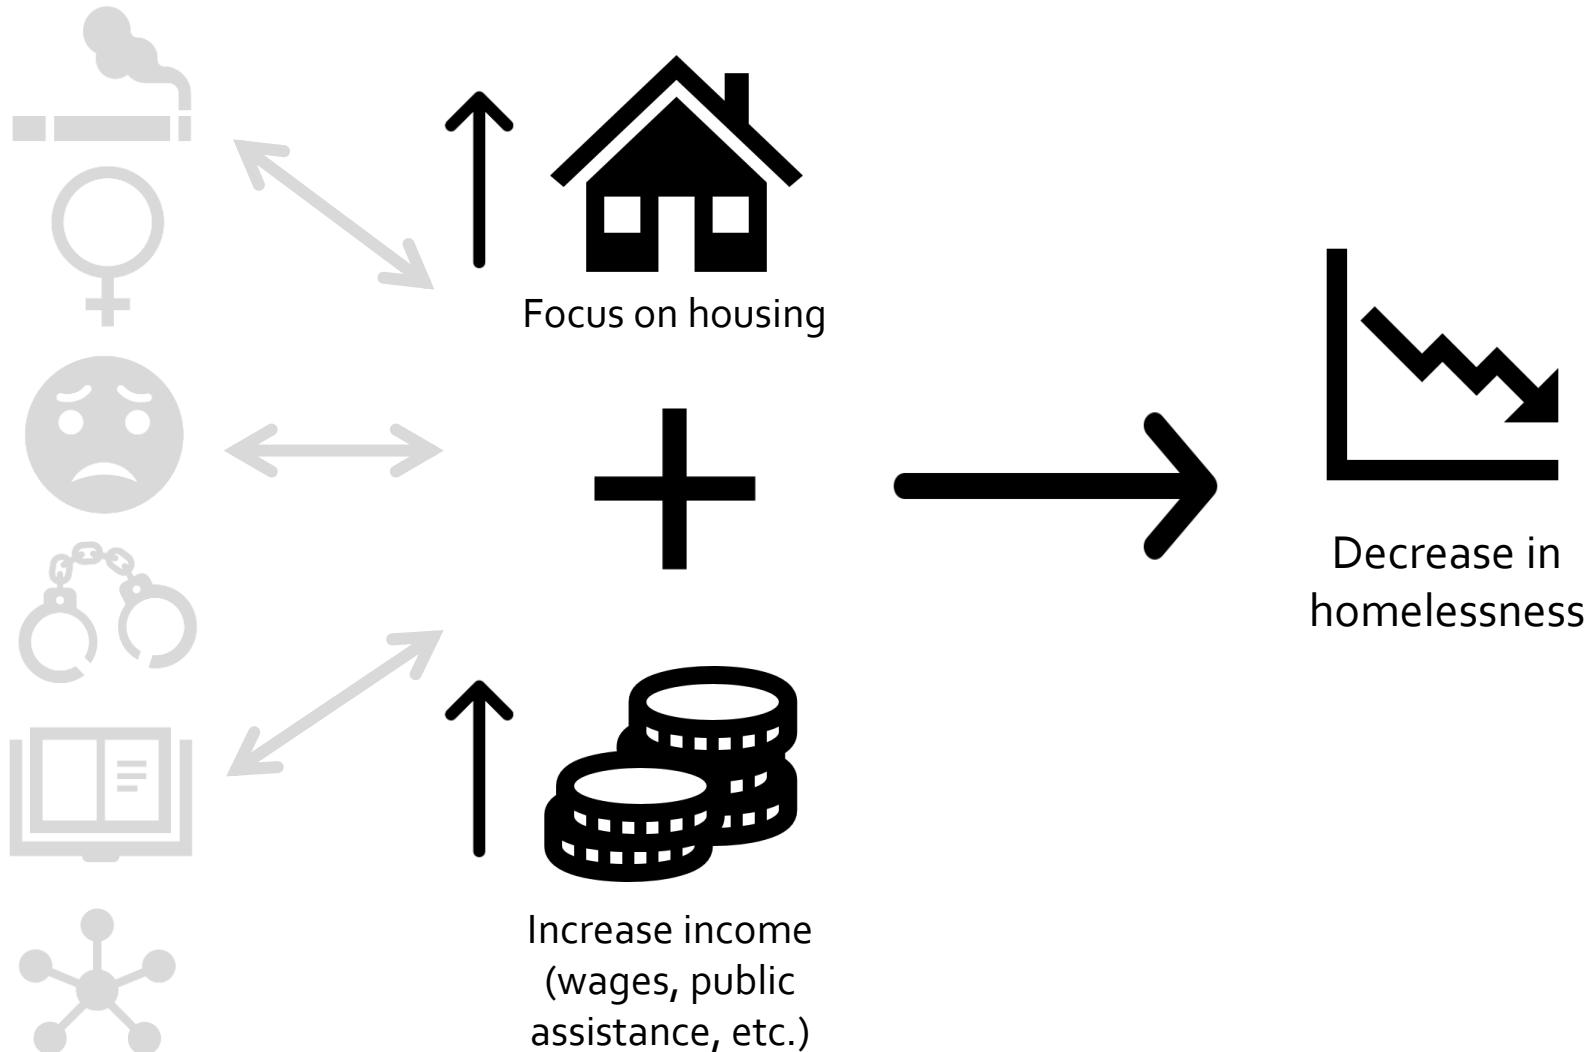 Focus on housing
Decrease in
homelessness
Increase income
(wages, public
assistance, etc.)